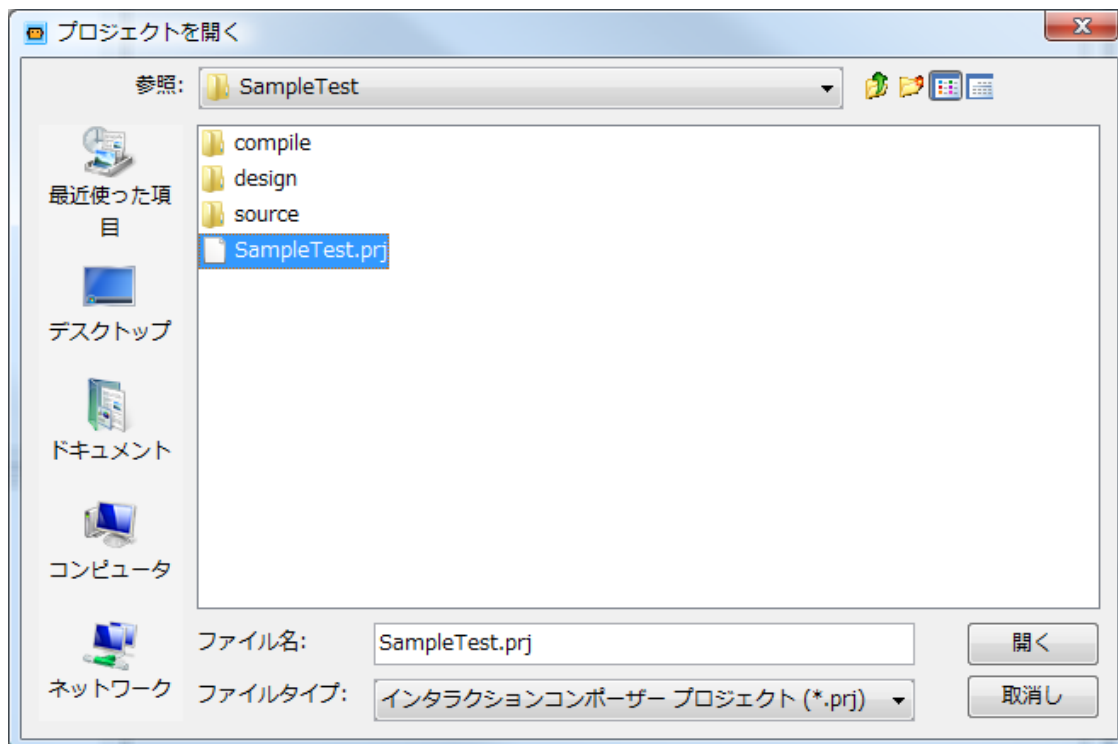 プロジェクトを開く
X
参照:
SampleTest
最近使った項
目
デスクトップ
ドキュメント
コンピュータ
ネットワーク
compile
design
source
SampleTest.prj
ファイル名:
SampleTest.prj
開く
ファイルタイプ:
インタラクションコンポーザー プロジェクト (*.prj)
取消し